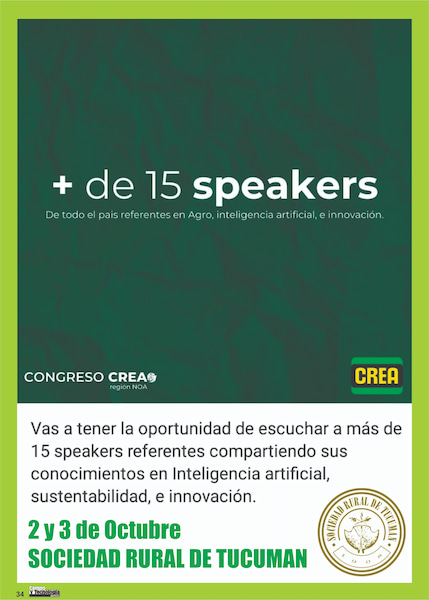 + de 15 speakers
De todo el pais referentes en Agro, inteligencia artificial, e innovación.
CONGRESO CREA
región NOA
CREA
Vas a tener la oportunidad de escuchar a más de
15 speakers referentes compartiendo sus
conocimientos en Inteligencia artificial,
sustentabilidad, e innovación.
2 y 3 de Octubre
SOCIEDAD RURAL DE TUCUMAN
SOCIEDAD RURAL DE TUCUMAN
34
Campo
y Tecnología